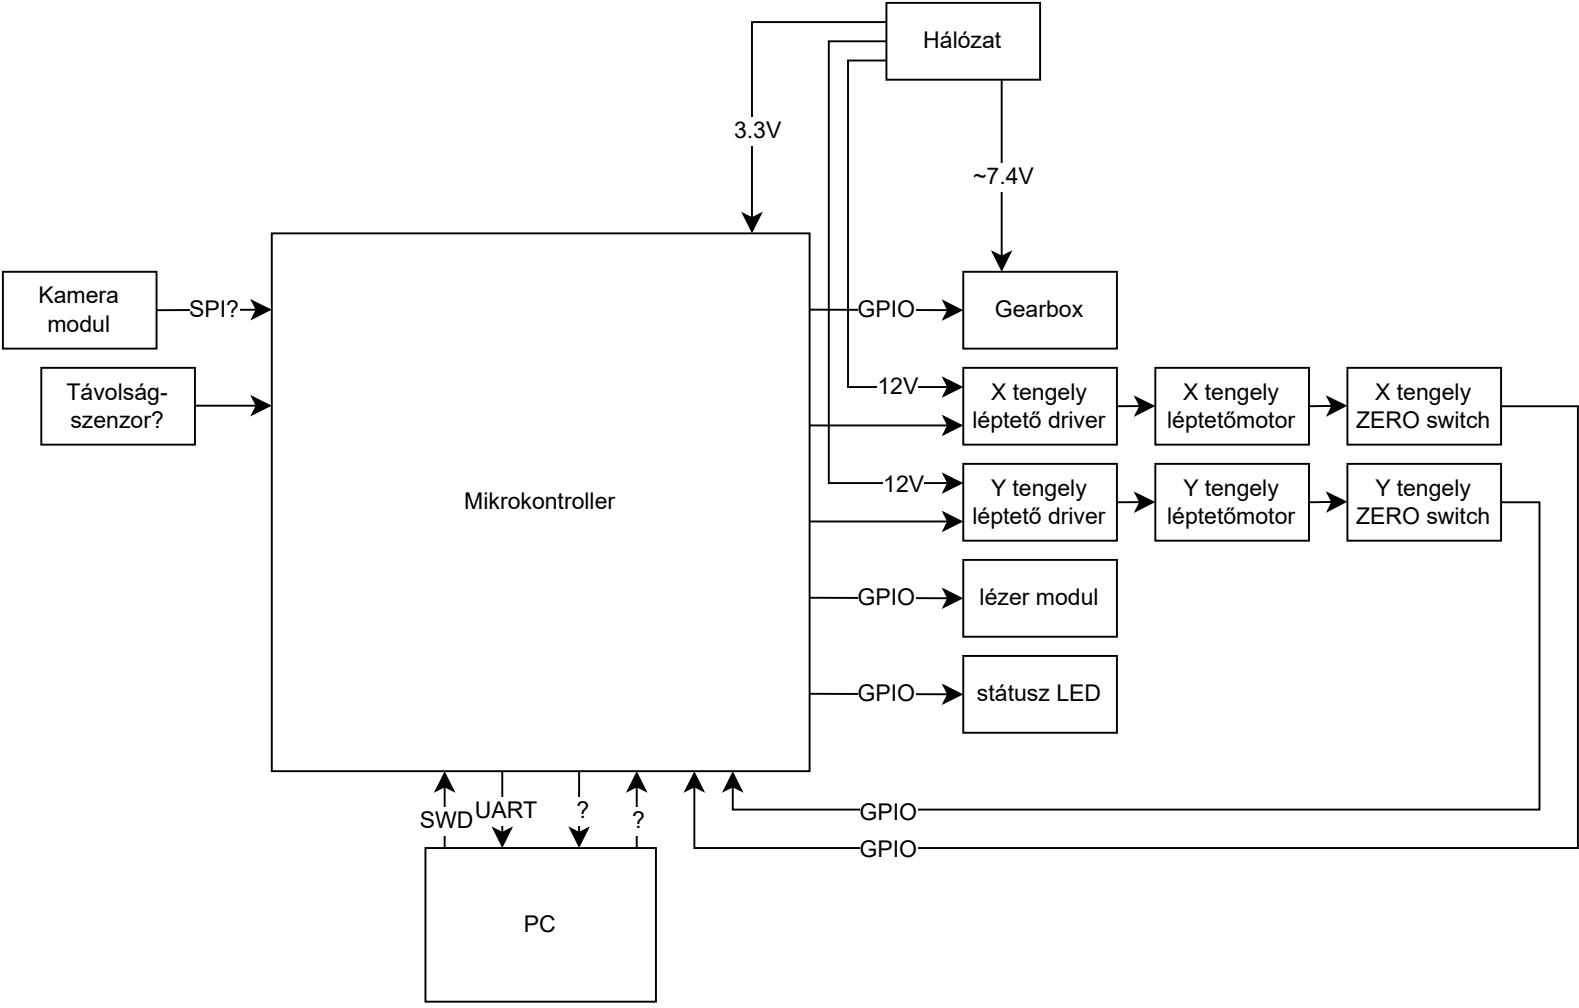 Hálózat
3.3V
~7.4V
Kamera
modul
SPI?
GPIO
Gearbox
Távolság-
szenzor?
12V
X tengely
léptető driver
X tengely
léptetőmotor
X tengely
ZERO switch
Mikrokontroller
12V
Y tengely
léptető driver
Y tengely
léptetőmotor
Y tengely
ZERO switch
GPIO
lézer modul
GPIO
státusz LED
SWD
UART
?
?
GPIO
GPIO
PC